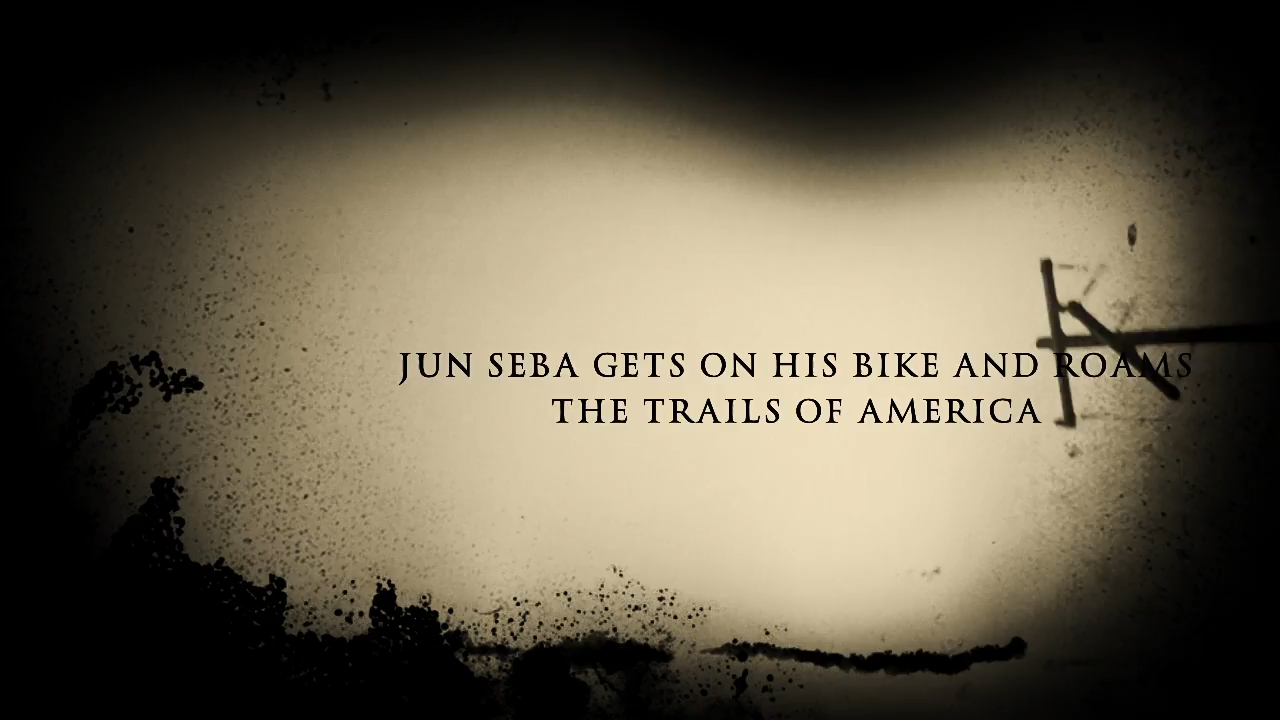 JUN SEBA GETS ON HIS BIKE AND ROAMS
THE TRAILS OF AMERICA